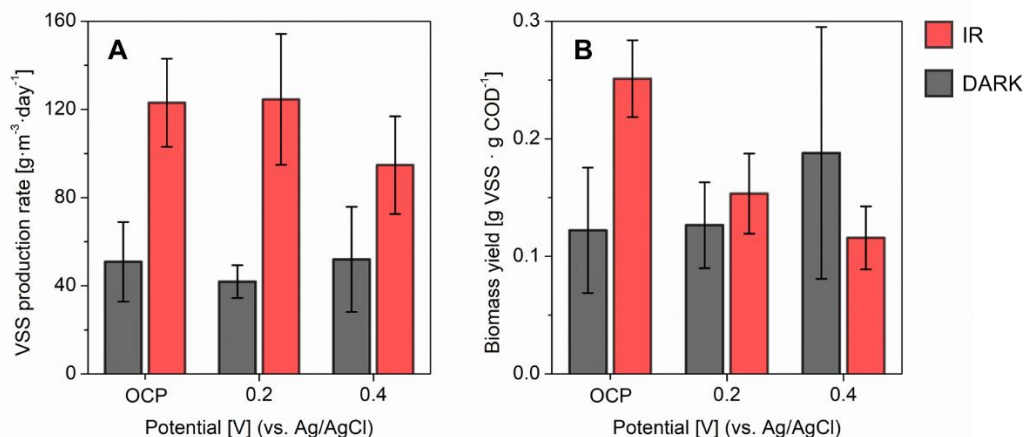 A
VSS production rate [g·m⁻³·day⁻¹]
160
120
80
40
0
OCP
0.2
0.4
Potential [V] (vs. Ag/AgCl)
B
Biomass yield [g VSS · g COD⁻¹]
0.3
0.2
0.1
0.0
OCP
0.2
0.4
Potential [V] (vs. Ag/AgCl)
IR
DARK